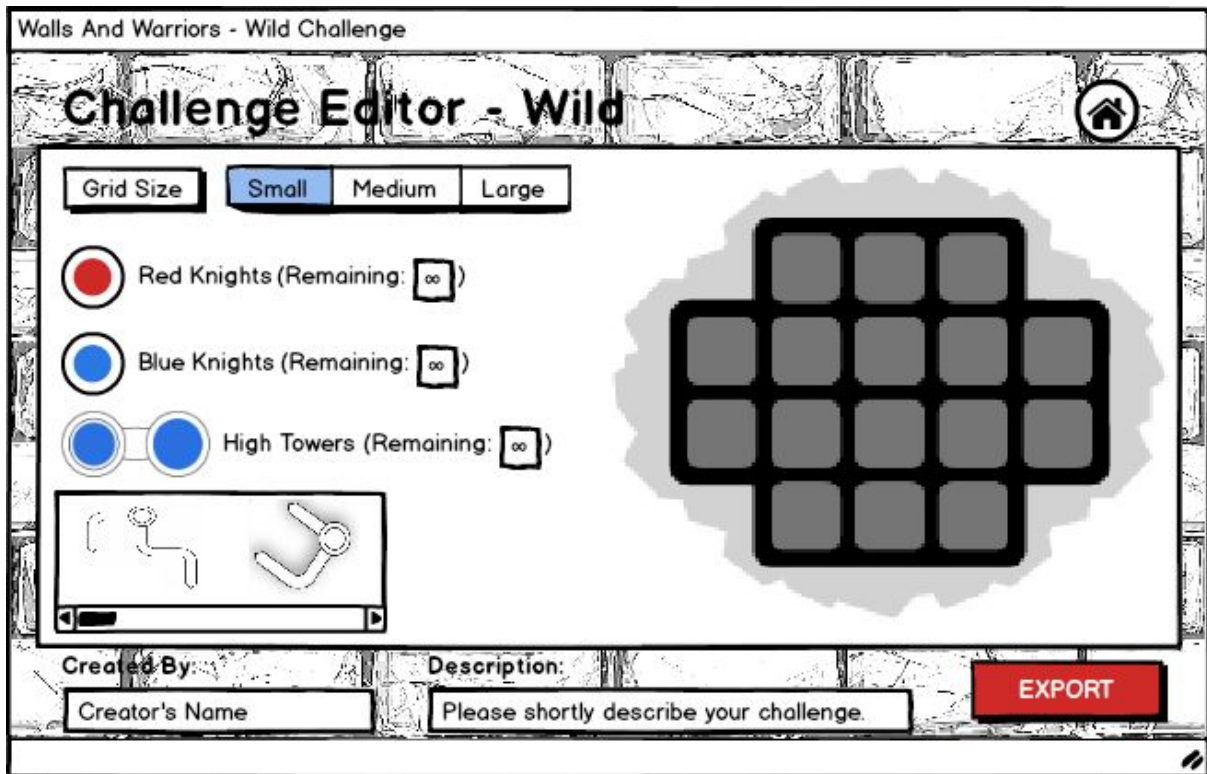 Walls And Warriors - Wild Challenge
Challenge Editor - Wild
Grid Size
Small Medium Large
Red Knights (Remaining: ∞)
Blue Knights (Remaining: ∞)
High Towers (Remaining: ∞)
Created By:
Description:
Creator's Name
Please shortly describe your challenge.
EXPORT